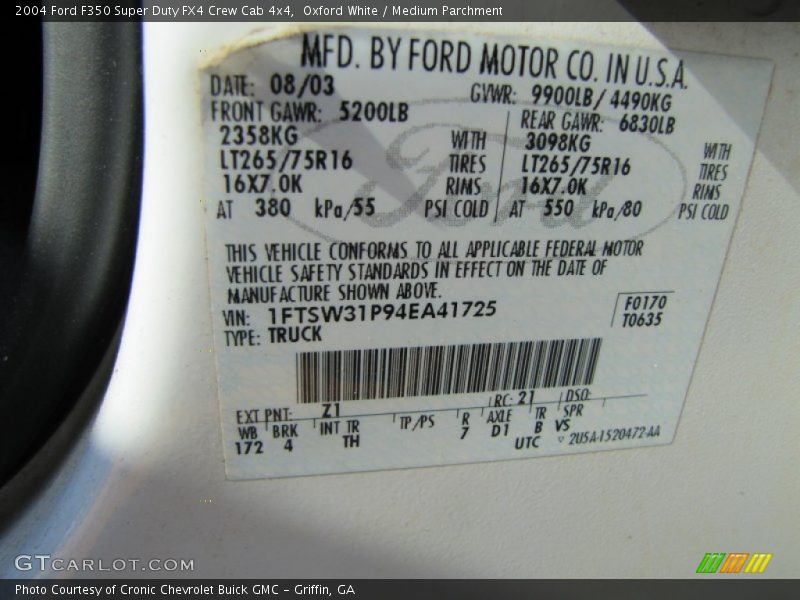 2004 Ford F350 Super Duty FX4 Crew Cab 4x4,  Oxford White / Medium Parchment
MFD. BY FORD MOTOR CO. IN U.S.A.
DATE: 08/03 GVWR: 9900LB/ 4490KG
FRONT GAWR: 5200LB REAR GAWR: 6830LB
2358KG WITH 3098KG WITH
LT265/75R16 TIRES LT265/75R16 TIRES
16X7.0K RIMS 16X7.0K RIMS
AT 380 kPa/55 PSI COLD AT 550 kPa/80 PSI COLD
Ford
THIS VEHICLE CONFORMS TO ALL APPLICABLE FEDERAL MOTOR
VEHICLE SAFETY STANDARDS IN EFFECT ON THE DATE OF
MANUFACTURE SHOWN ABOVE.
VIN: 1FTSW31P94EA41725 F0170
TYPE: TRUCK T0635
EXT PNT: Z1 RC: 21 DSO:
WB BRK INT TR TP/PS R AXLE TR SPR
172 4 TH 7 D1 B VS
UTC 2U5A-1520472-AA
GTCARLOT.COM
Photo Courtesy of Cronic Chevrolet Buick GMC – Griffin, GA